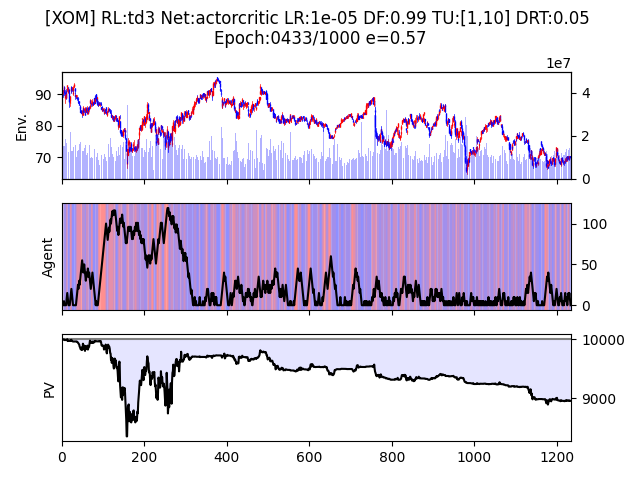 [XOM] RL:td3 Net:actorcritic LR:1e-05 DF:0.99 TU:[1,10] DRT:0.05
Epoch:0433/1000 e=0.57
1e7
Env.
90
80
70
4
2
0
Agent
100
50
0
PV
10000
9000
0 200 400 600 800 1000 1200